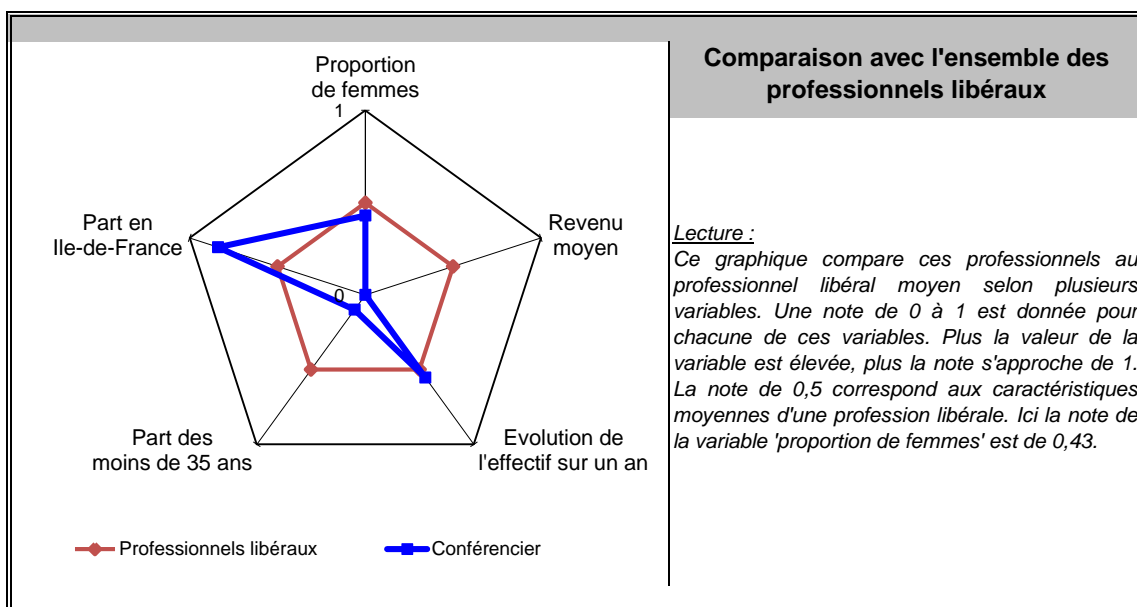 Comparaison avec l'ensemble des
professionnels libéraux
Proportion
de femmes
1
Part en
Ile-de-France
Revenu
moyen
0
Part des
moins de 35 ans
Evolution de
l'effectif sur un an
Professionnels libéraux
Conférencier
Lecture :
Ce graphique compare ces professionnels au
professionnel libéral moyen selon plusieurs
variables. Une note de 0 à 1 est donnée pour
chacune de ces variables. Plus la valeur de la
variable est élevée, plus la note s'approche de 1.
La note de 0,5 correspond aux caractéristiques
moyennes d'une profession libérale. Ici la note de
la variable 'proportion de femmes' est de 0,43.